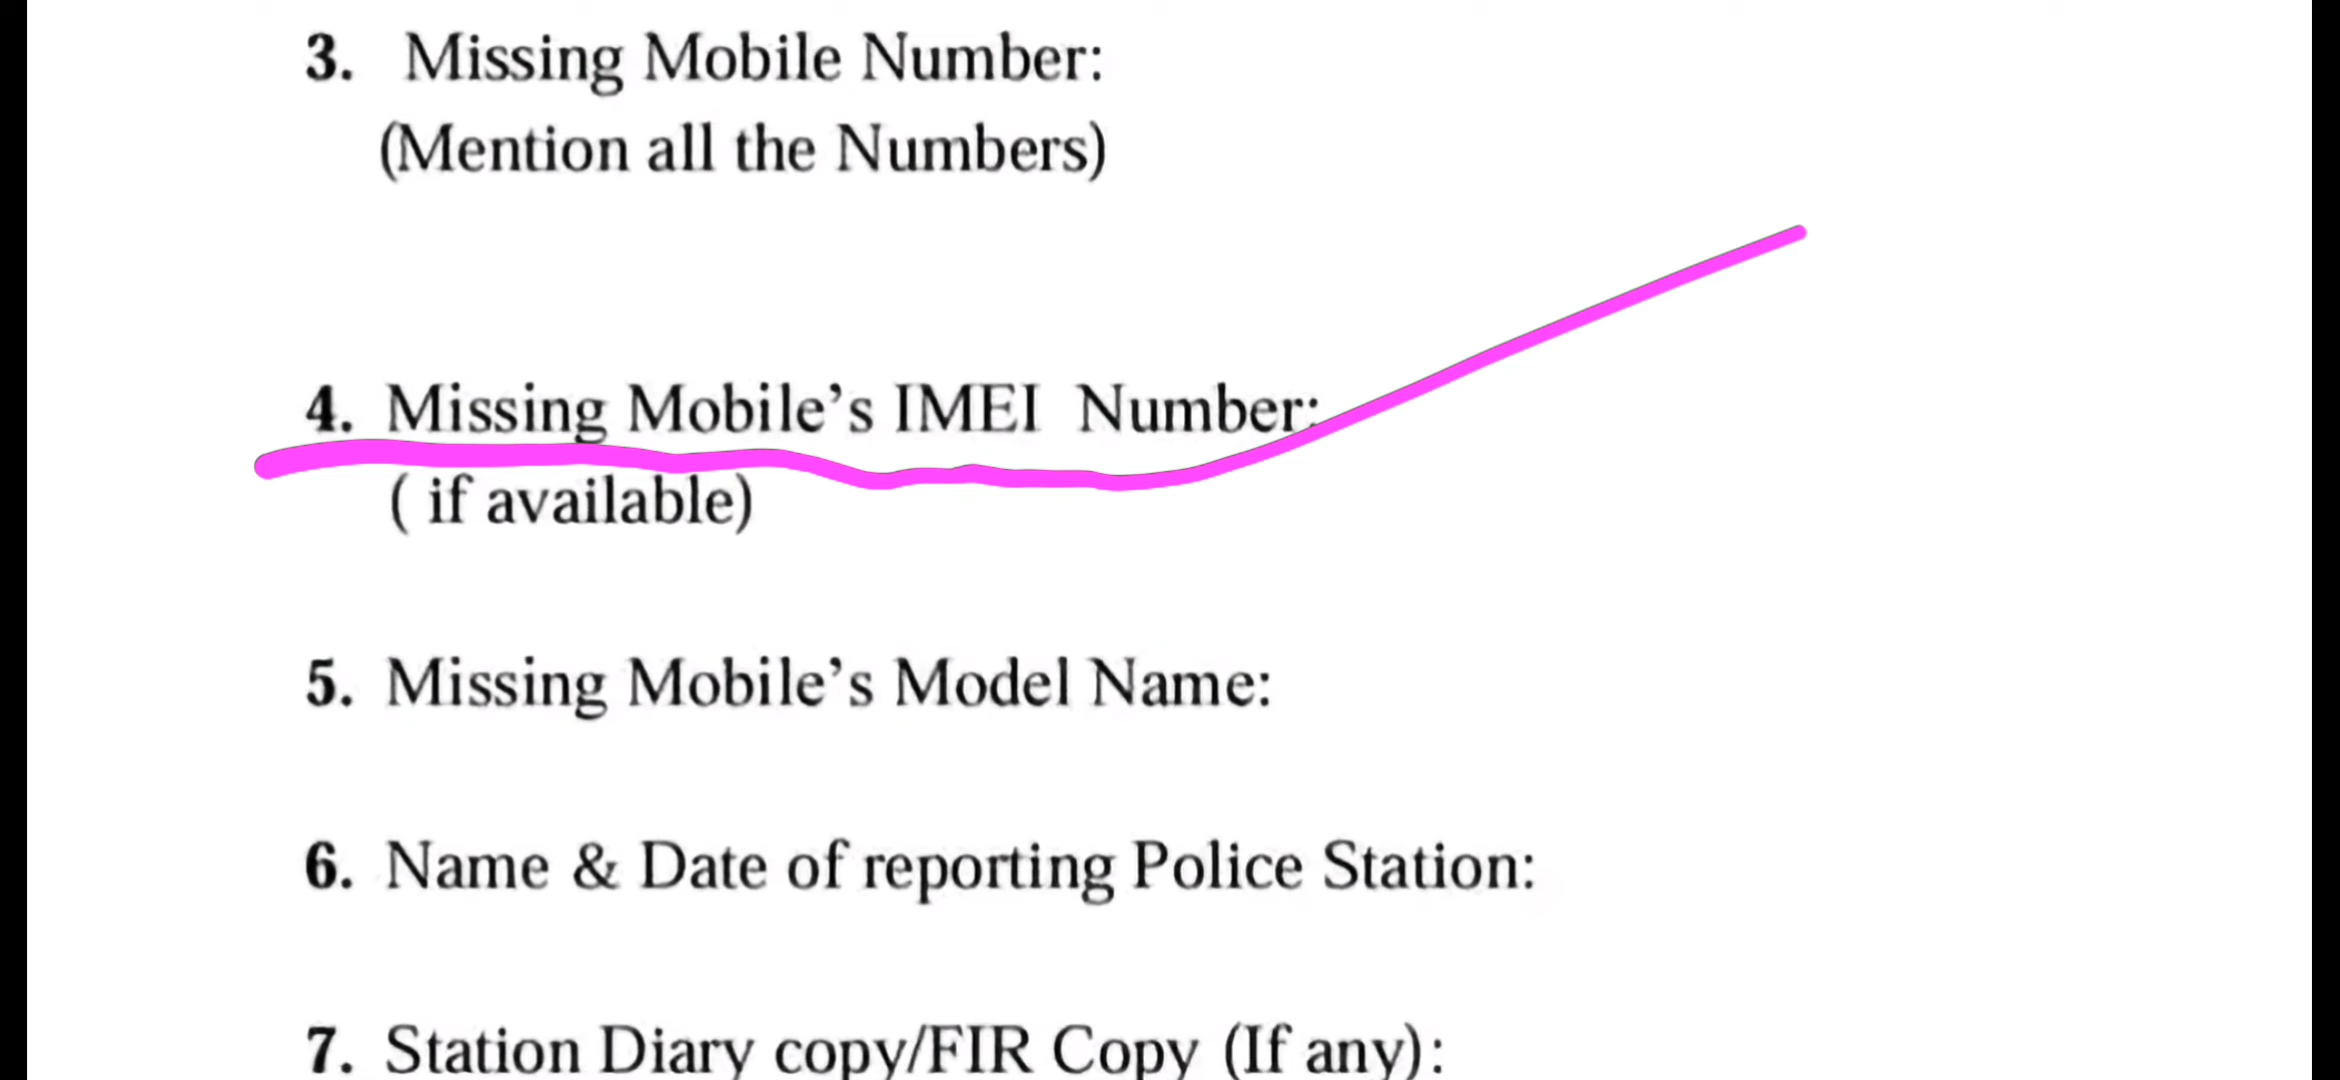 3. Missing Mobile Number:
(Mention all the Numbers)
4. Missing Mobile’s IMEI Number:
( if available)
5. Missing Mobile’s Model Name:
6. Name & Date of reporting Police Station:
7. Station Diary copy/FIR Copy (If any):